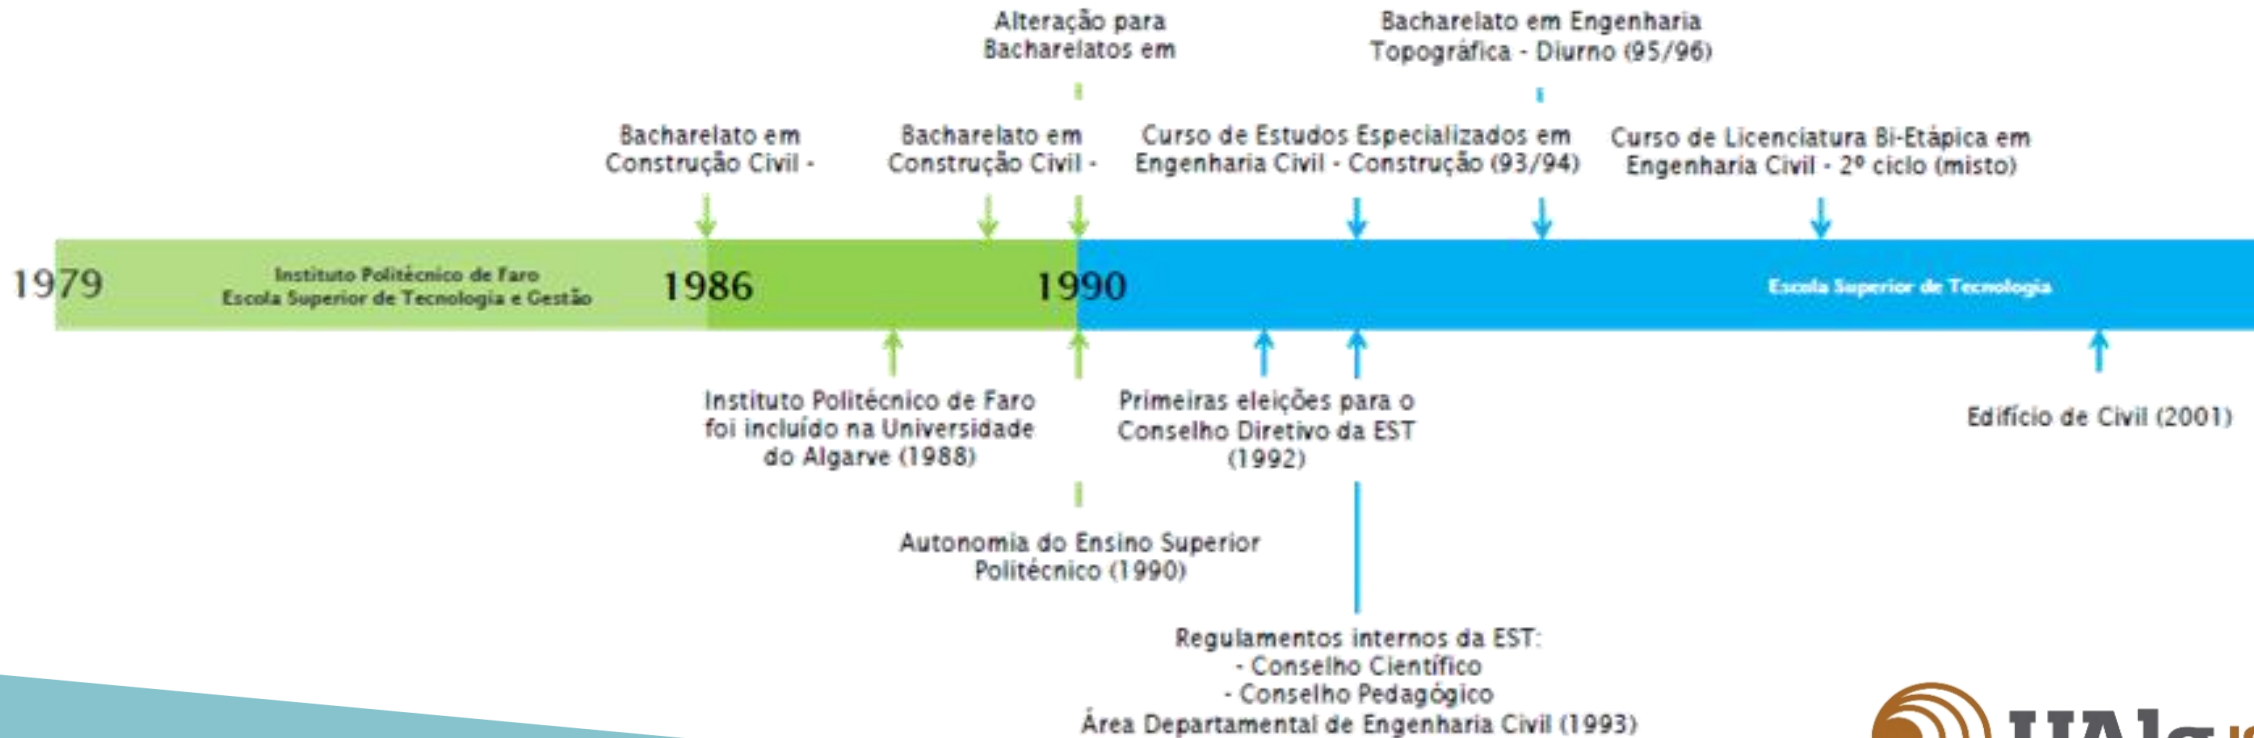 Alteração para
Bacharelatos em
Bacharelato em Engenharia
Topográfica - Diurno (95/96)
Bacharelato em
Construção Civil -
Bacharelato em
Construção Civil -
Curso de Estudos Especializados em
Engenharia Civil - Construção (93/94)
Curso de Licenciatura Bi-Etápica em
Engenharia Civil - 2º ciclo (misto)
1979
Instituto Politécnico de Faro
Escola Superior de Tecnologia e Gestão
1986
1990
Escola Superior de Tecnologia
Instituto Politécnico de Faro
foi incluído na Universidade
do Algarve (1988)
Primeiras eleições para o
Conselho Diretivo da EST
(1992)
Edifício de Civil (2001)
Autonomia do Ensino Superior
Politécnico (1990)
Regulamentos internos da EST:
- Conselho Científico
- Conselho Pedagógico
Área Departamental de Engenharia Civil (1993)
UAlg